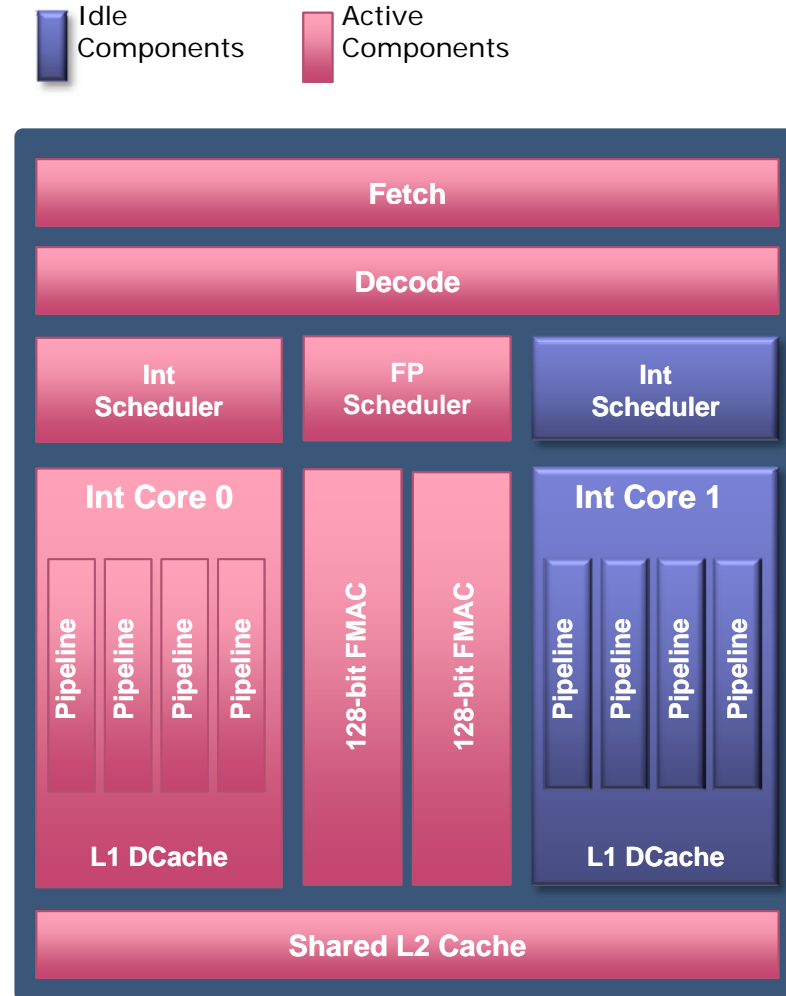 Idle
Components
Active
Components
Fetch
Decode
Int
Scheduler
FP
Scheduler
Int
Scheduler
Int Core 0
Pipeline
Pipeline
Pipeline
Pipeline
L1 DCache
128-bit FMAC
128-bit FMAC
Int Core 1
Pipeline
Pipeline
Pipeline
Pipeline
L1 DCache
Shared L2 Cache